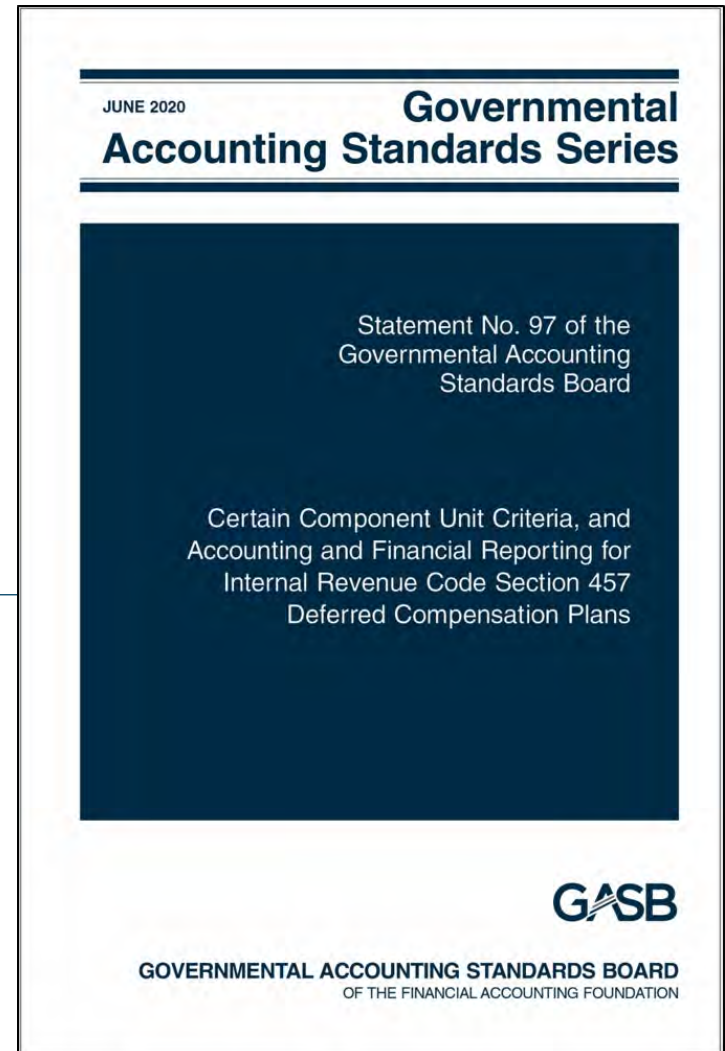 JUNE 2020
Governmental
Accounting Standards Series
Statement No. 97 of the
Governmental Accounting
Standards Board
Certain Component Unit Criteria, and
Accounting and Financial Reporting for
Internal Revenue Code Section 457
Deferred Compensation Plans
GASB
GOVERNMENTAL ACCOUNTING STANDARDS BOARD
OF THE FINANCIAL ACCOUNTING FOUNDATION